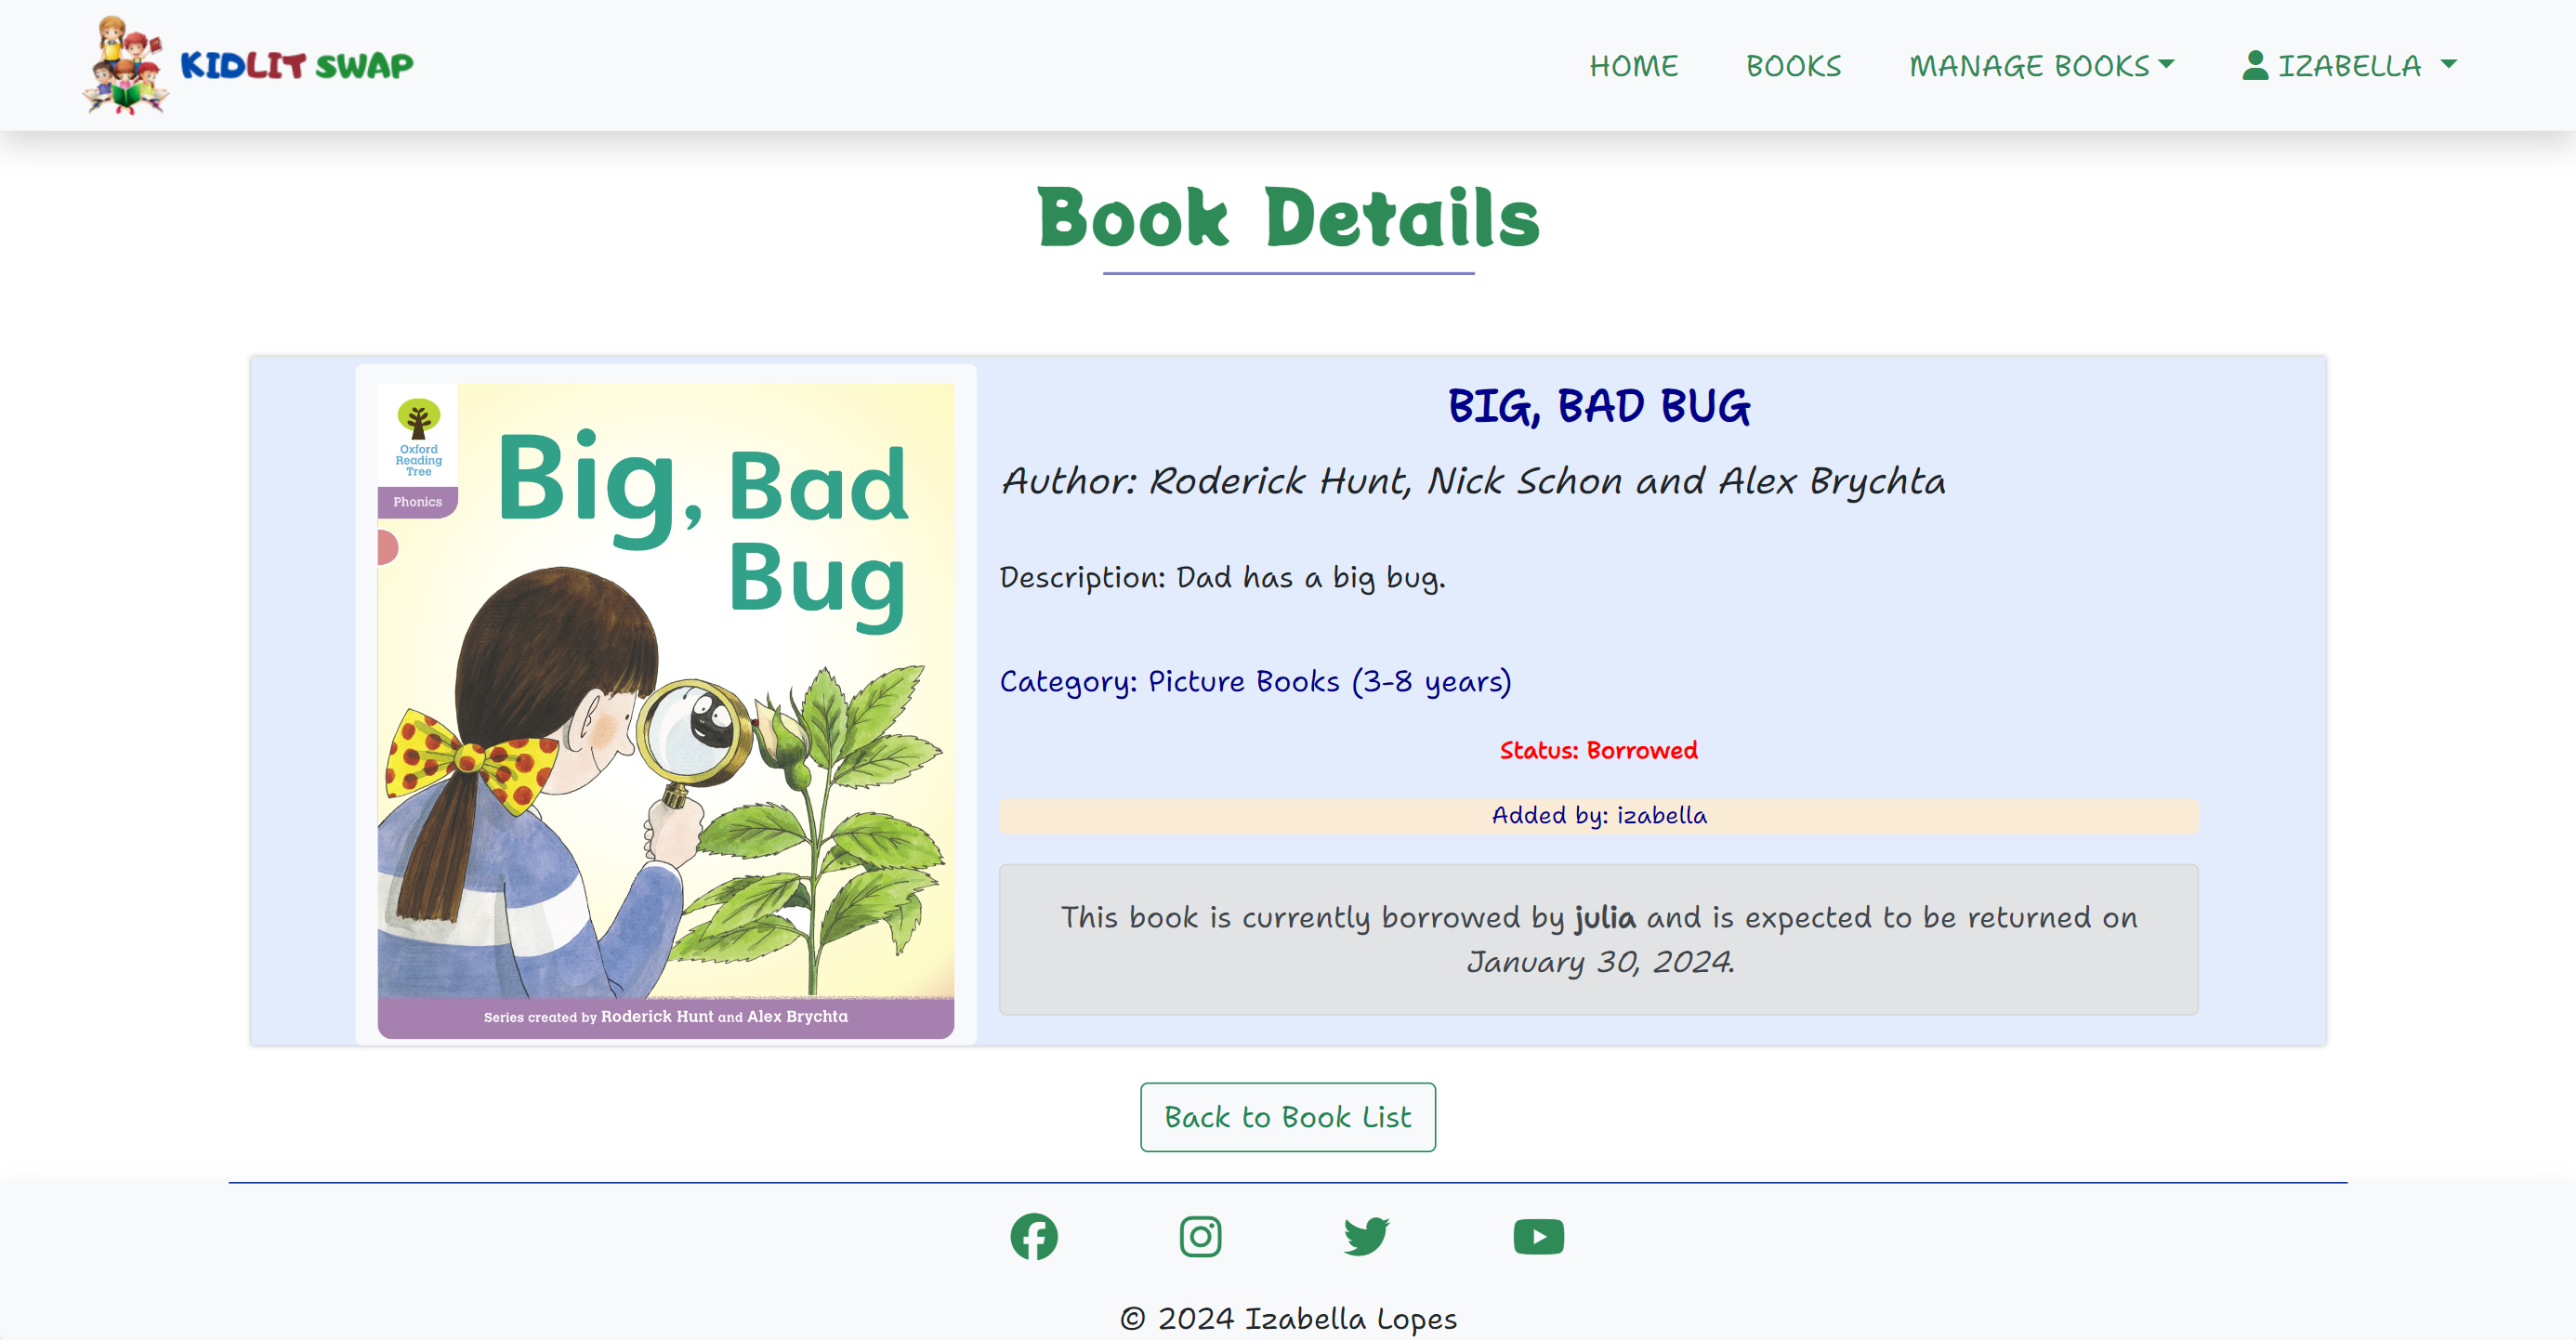 KIDLIT SWAP
HOME
BOOKS
MANAGE BOOKS
IZABELLA
Book Details
Oxford
Reading
Tree
Phonics
Big, Bad
Bug
Series created by Roderick Hunt and Alex Brychta
BIG, BAD BUG
Author: Roderick Hunt, Nick Schon and Alex Brychta
Description: Dad has a big bug.
Category: Picture Books (3-8 years)
Status: Borrowed
Added by: izabella
This book is currently borrowed by julia and is expected to be returned on
January 30, 2024.
Back to Book List
© 2024 Izabella Lopes